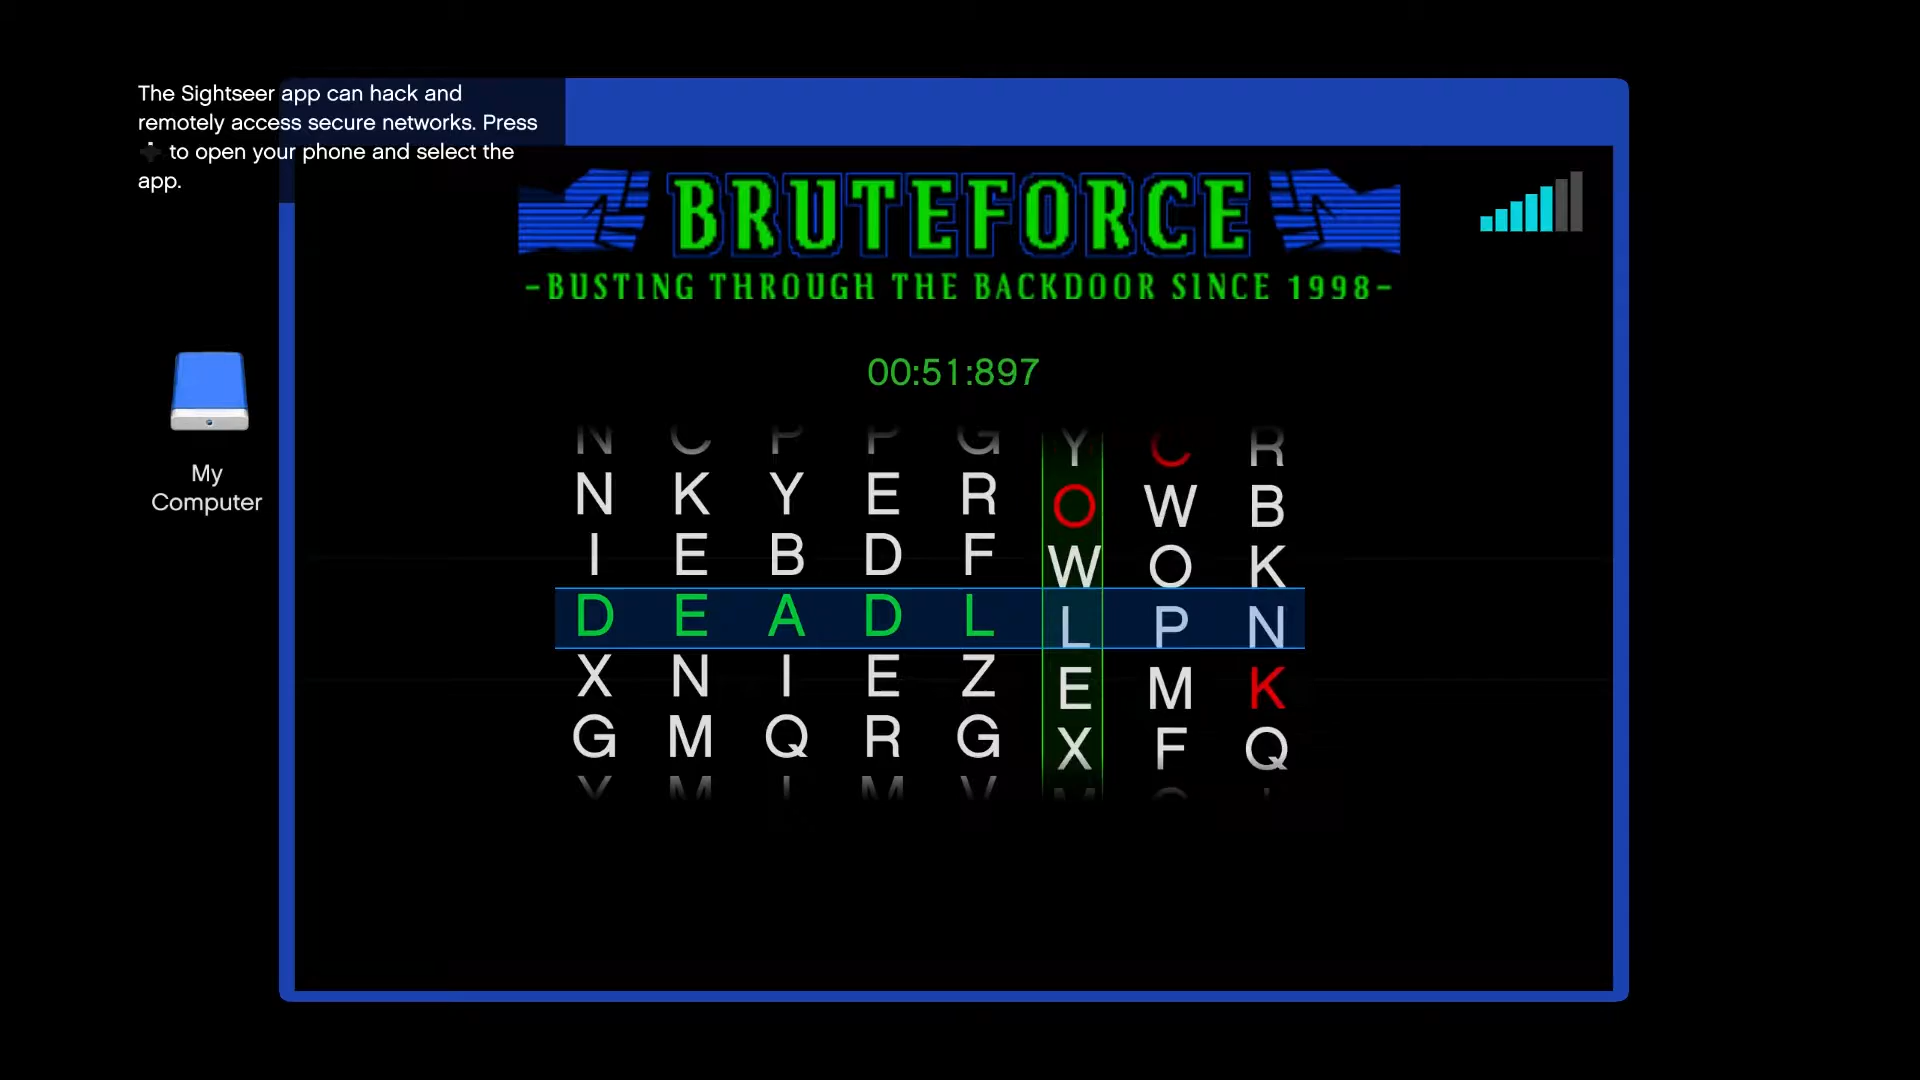 The Sightseer app can hack and
remotely access secure networks. Press
to open your phone and select the
app.
BRUTEFORCE
-BUSTING THROUGH THE BACKDOOR SINCE 1998-
00:51:897
My
Computer
N C P P G Y C R
N K Y E R O W B
I E B D F W O K
D E A D L L P N
X N I E Z E M K
G M Q R G X F Q